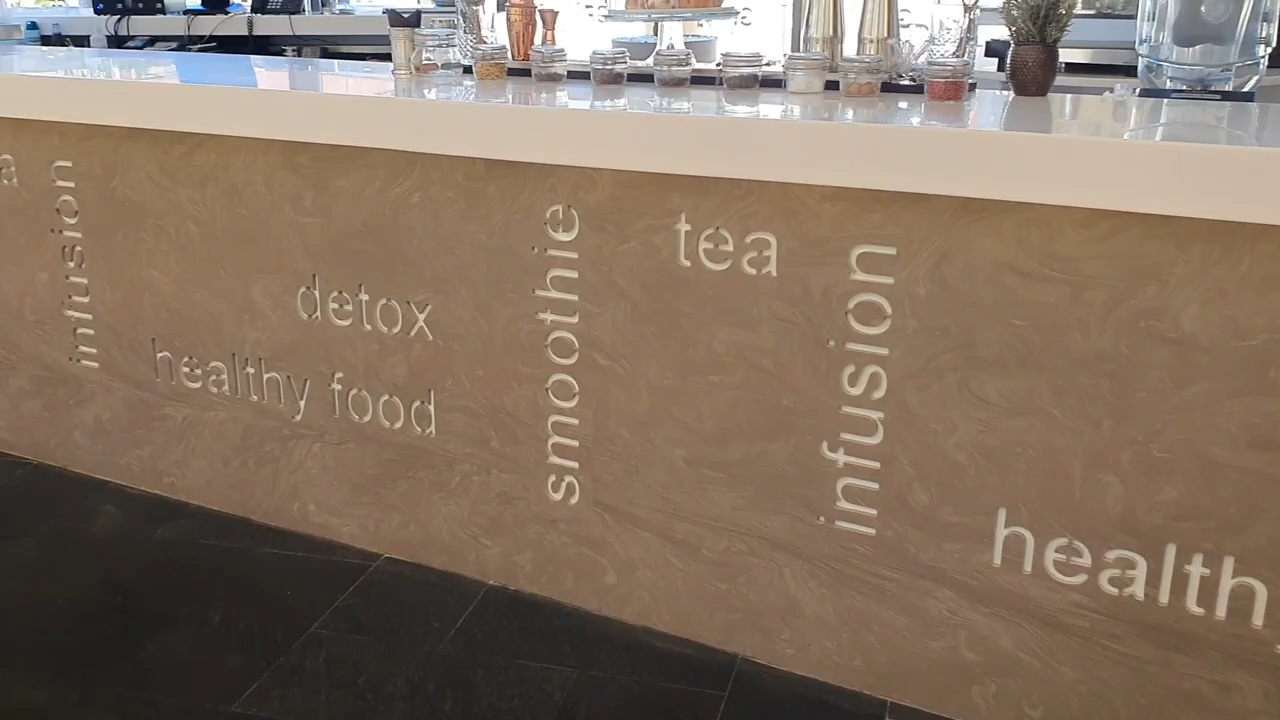 infusion
detox
healthy food
smoothie
tea
infusion
health